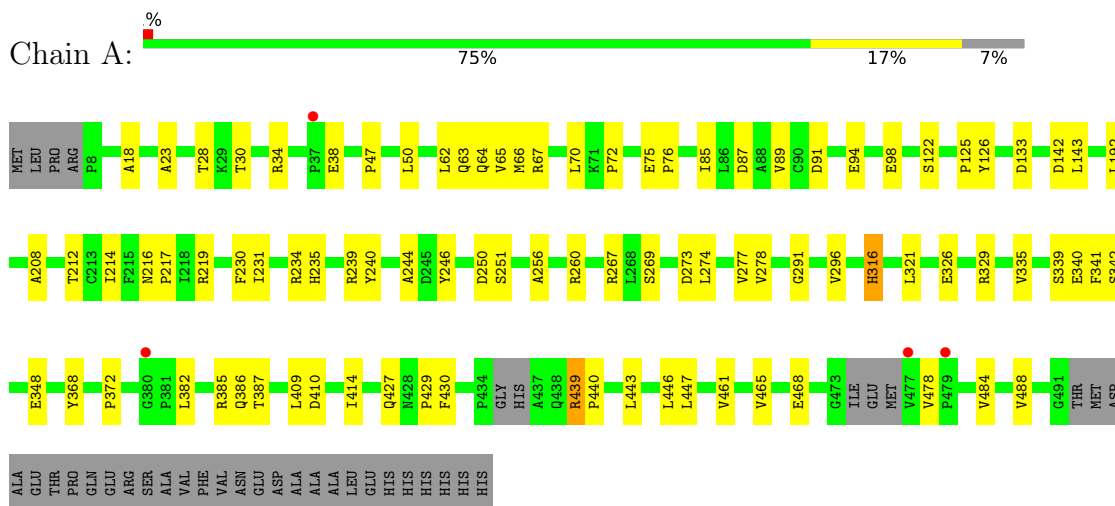 .%
Chain A:
75% 17% 7%
MET LEU PRO ARG P8 A18 A23 T28 K29 T30 R34 P37 E38 P47 L50 L62 Q63 Q64 V65 M66 R67 L70 K71 P72 E75 P76 I85 L86 D87 A88 V89 C90 D91 E94 E98 S122 P125 Y126 D133 D142 L143 L192
A208 T212 C213 I214 F215 N216 P217 I218 R219 F230 I231 R234 H235 R239 Y240 A244 D245 Y246 D250 S251 A256 R260 R267 L268 S269 D273 L274 V277 V278 G291 V296 H316 L321 E326 R329 V335 S339 E340 F341 S342
E348 Y368 P372 G380 P381 L382 R385 Q386 T387 L409 D410 I414 Q427 N428 P429 F430 P434 GLY HIS A437 Q438 R439 P440 L443 L446 L447 V461 V465 E468 G473 ILE GLU MET V477 V478 P479 V484 V488 G491 THR MET ASP
ALA GLU THR PRO GLN GLU ARG SER ALA VAL PHE VAL ASN GLU ASP ALA ALA ALA LEU GLU HIS HIS HIS HIS HIS HIS